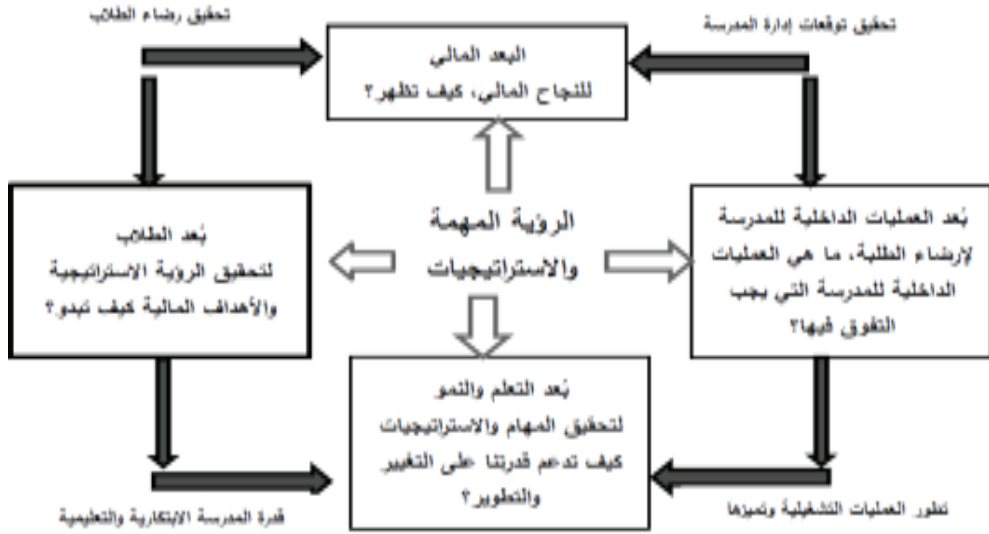 تحقيق توقعات إدارة المدرسة
تحقيق رضاء الطلاب
البعد المالي
للنجاح المالي، كيف تظهر؟
بُعد العمليات الداخلية للمدرسة
لإرضاء الطلبة، ما هي العمليات
الداخلية للمدرسة التي يجب
التفوق فيها؟
الرؤية المهمة
والاستراتيجيات
بُعد الطلاب
لتحقيق الرؤية الاستراتيجية
والأهداف المالية كيف تبدو؟
بُعد التعلم والنمو
لتحقيق المهام والاستراتيجيات
كيف تدعم قدرتنا على التغيير
والتطوير؟
تطور العمليات التشغيلية وتميزها
قدرة المدرسة الابتكارية والتعليمية